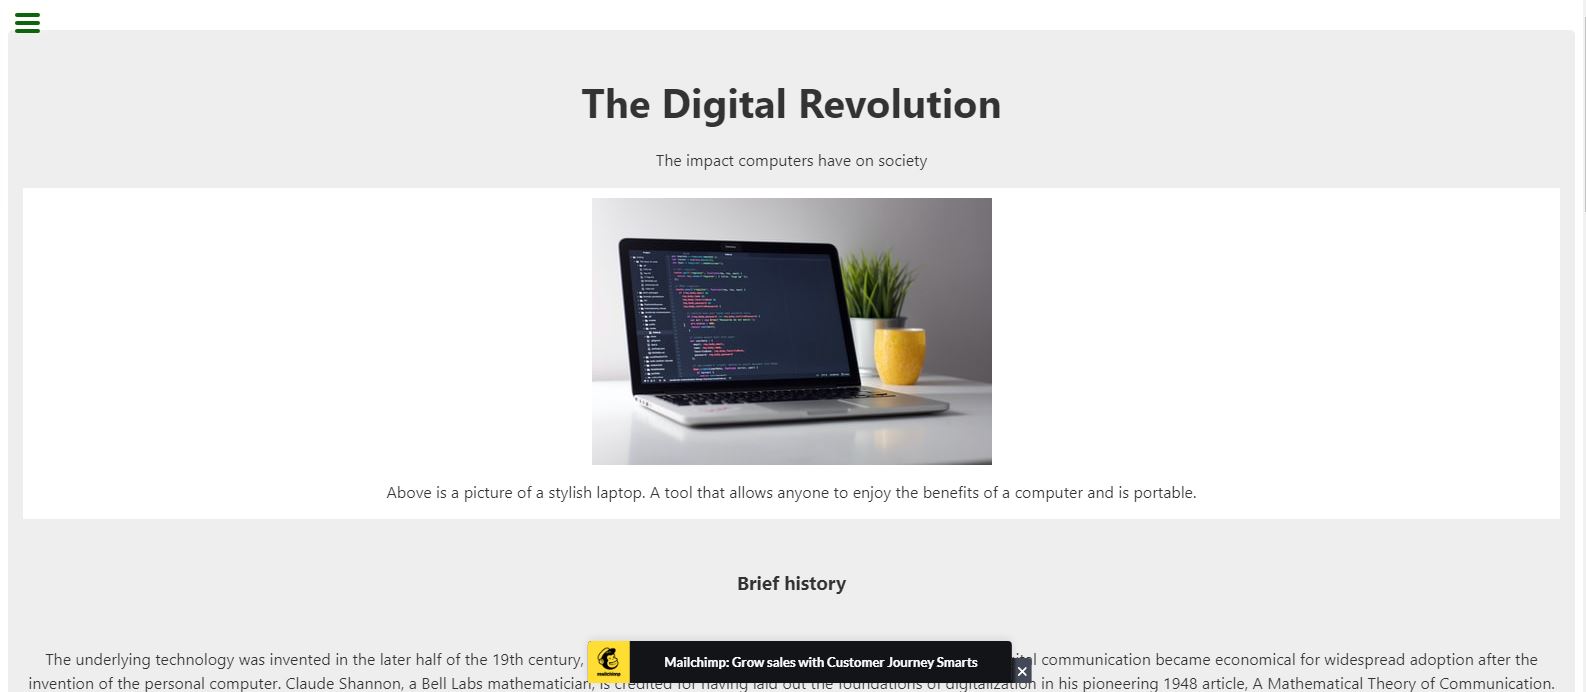 The Digital Revolution
The impact computers have on society
Above is a picture of a stylish laptop. A tool that allows anyone to enjoy the benefits of a computer and is portable.
Brief history
The underlying technology was invented in the later half of the 19th century, communication became economical for widespread adoption after the
invention of the personal computer. Claude Shannon, a Bell Labs mathematician, is credited for having laid out the foundations of digitalization in his pioneering 1948 article, A Mathematical Theory of Communication.
mailchimp
Mailchimp: Grow sales with Customer Journey Smarts